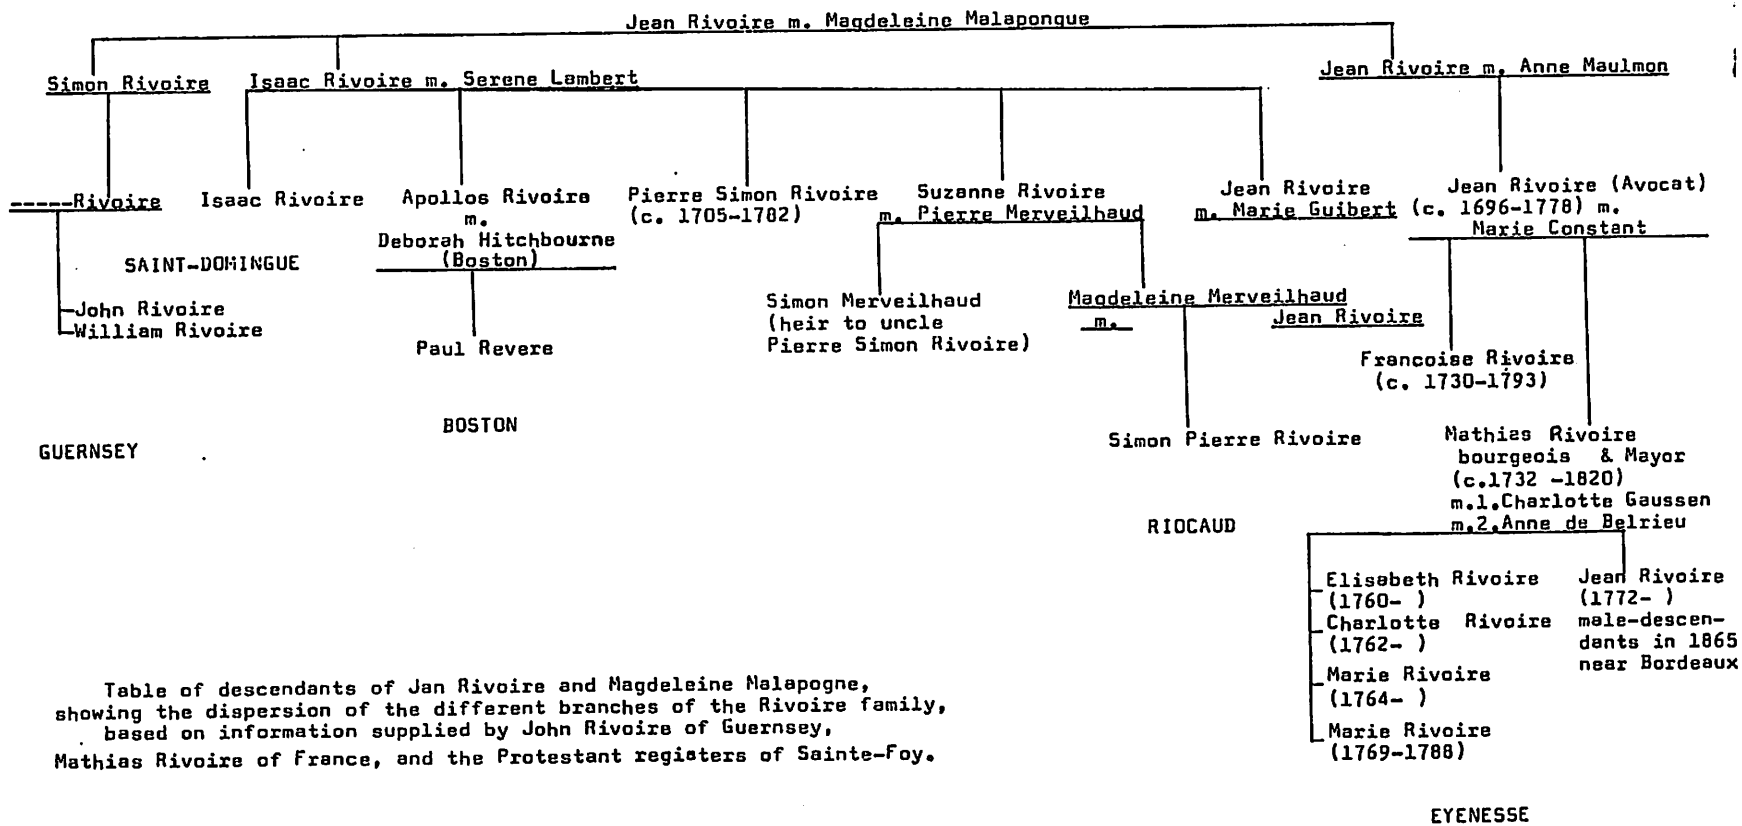 Jean Rivoire m. Magdeleine Malapongue
Simon Rivoire
Isaac Rivoire m. Serene Lambert
Jean Rivoire m. Anne Maulmon
-----Rivoire
Isaac Rivoire
Apollos Rivoire
m.
Deborah Hitchbourne
(Boston)
Pierre Simon Rivoire
(c. 1705-1782)
Suzanne Rivoire
m. Pierre Merveilhaud
Jean Rivoire
m. Marie Guibert
Jean Rivoire (Avocat)
(c. 1696-1778) m.
Marie Constant
SAINT-DOMINGUE
John Rivoire
William Rivoire
Paul Revere
Simon Merveilhaud
(heir to uncle
Pierre Simon Rivoire)
Magdeleine Merveilhaud
m.
Jean Rivoire
Francoise Rivoire
(c. 1730-1793)
BOSTON
GUERNSEY
Simon Pierre Rivoire
Mathias Rivoire
bourgeois & Mayor
(c.1732 -1820)
m.1.Charlotte Gaussen
m.2.Anne de Belrieu
RIOCAUD
Elisabeth Rivoire
(1760- )
Charlotte Rivoire
(1762- )
Marie Rivoire
(1764- )
Marie Rivoire
(1769-1788)
Jean Rivoire
(1772- )
male-descen-
dants in 1865
near Bordeaux
Table of descendants of Jan Rivoire and Magdeleine Malapogne,
showing the dispersion of the different branches of the Rivoire family,
based on information supplied by John Rivoire of Guernsey,
Mathias Rivoire of France, and the Protestant registers of Sainte-Foy.
EYENESSE